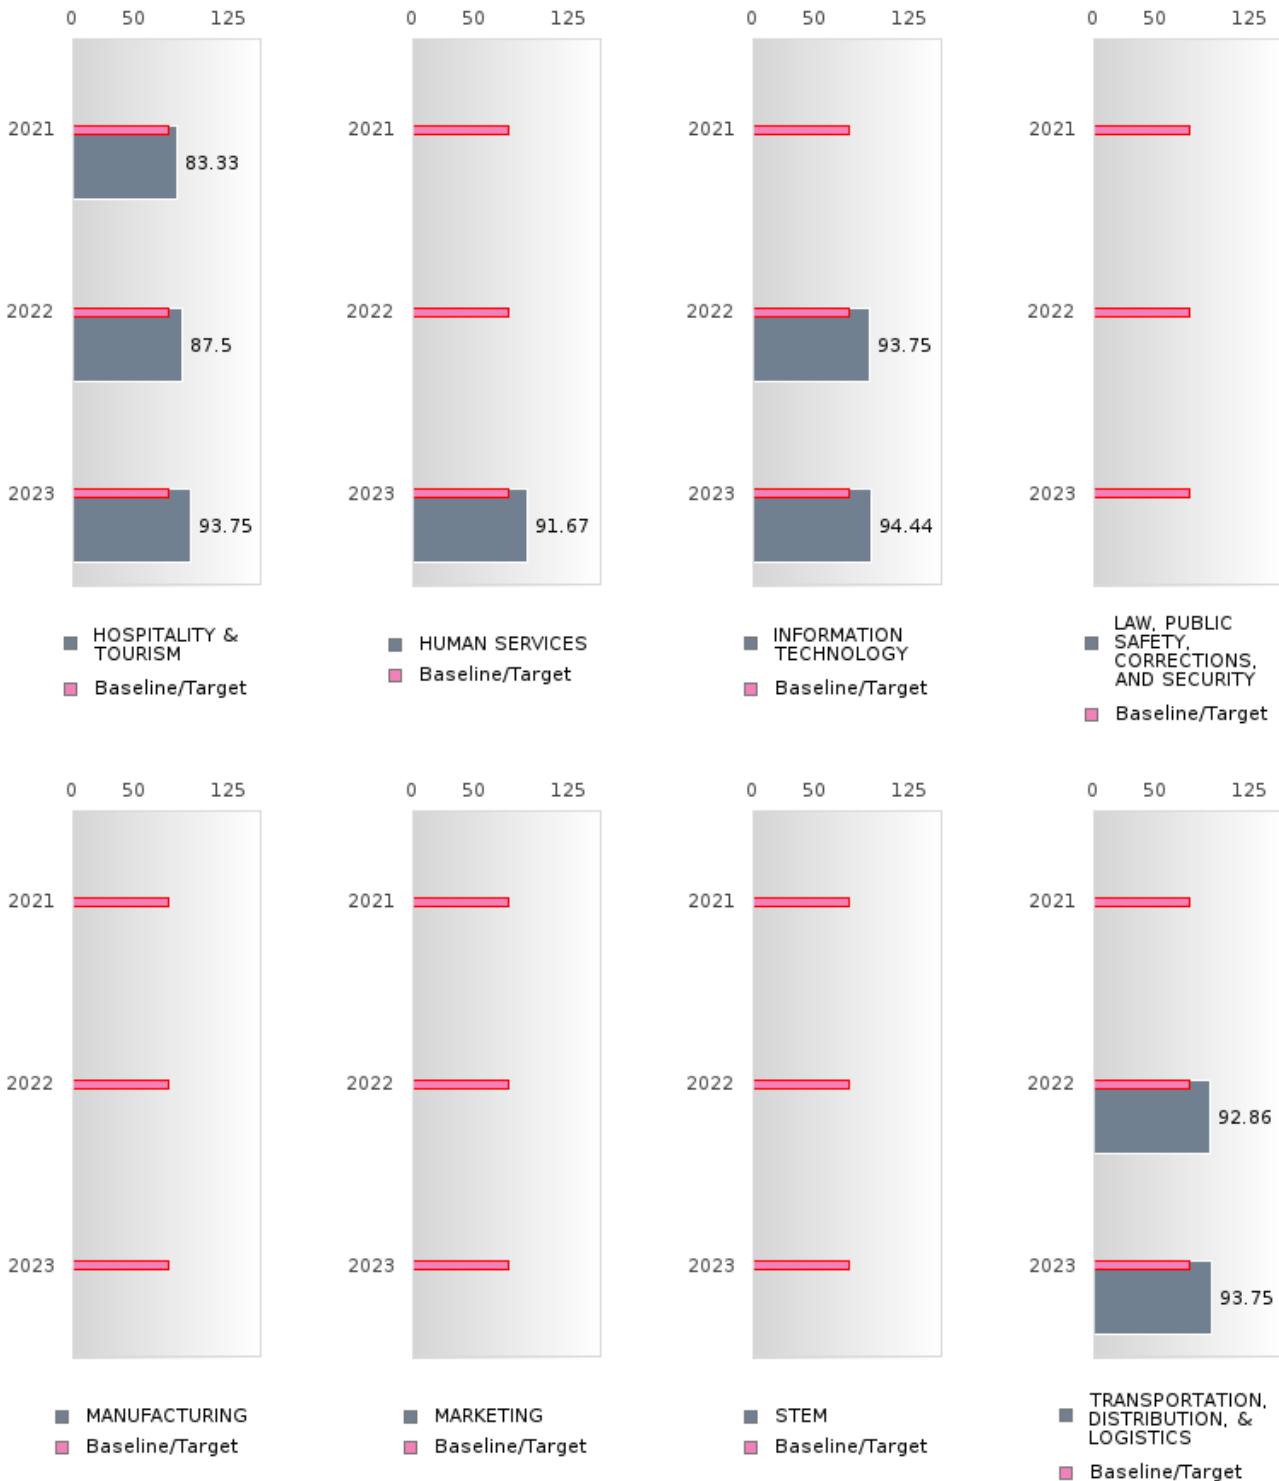 0 50 125 0 50 125 0 50 125 0 50 125
2021 2021 2021 2021
83.33
2022 2022 2022 2022
87.5 93.75
2023 2023 2023 2023
93.75 91.67 94.44
HOSPITALITY &
TOURISM
Baseline/Target
HUMAN SERVICES
Baseline/Target
INFORMATION
TECHNOLOGY
Baseline/Target
LAW, PUBLIC
SAFETY,
CORRECTIONS,
AND SECURITY
Baseline/Target
0 50 125 0 50 125 0 50 125 0 50 125
2021 2021 2021 2021
2022 2022 2022 2022
92.86
2023 2023 2023 2023
93.75
MANUFACTURING
Baseline/Target
MARKETING
Baseline/Target
STEM
Baseline/Target
TRANSPORTATION,
DISTRIBUTION, &
LOGISTICS
Baseline/Target